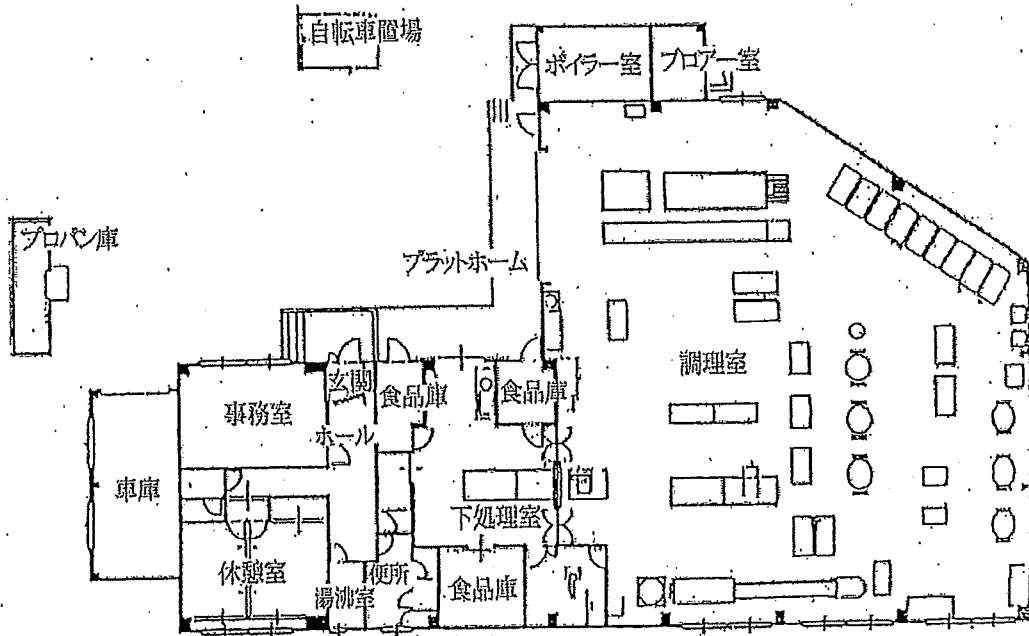 自転車置場
ボイラー室
ブロアー室
プロパン庫
プラットホーム
玄関
食品庫
食品庫
調理室
事務室
ホール
車庫
下処理室
休憩室
湯沸室
便所
食品庫